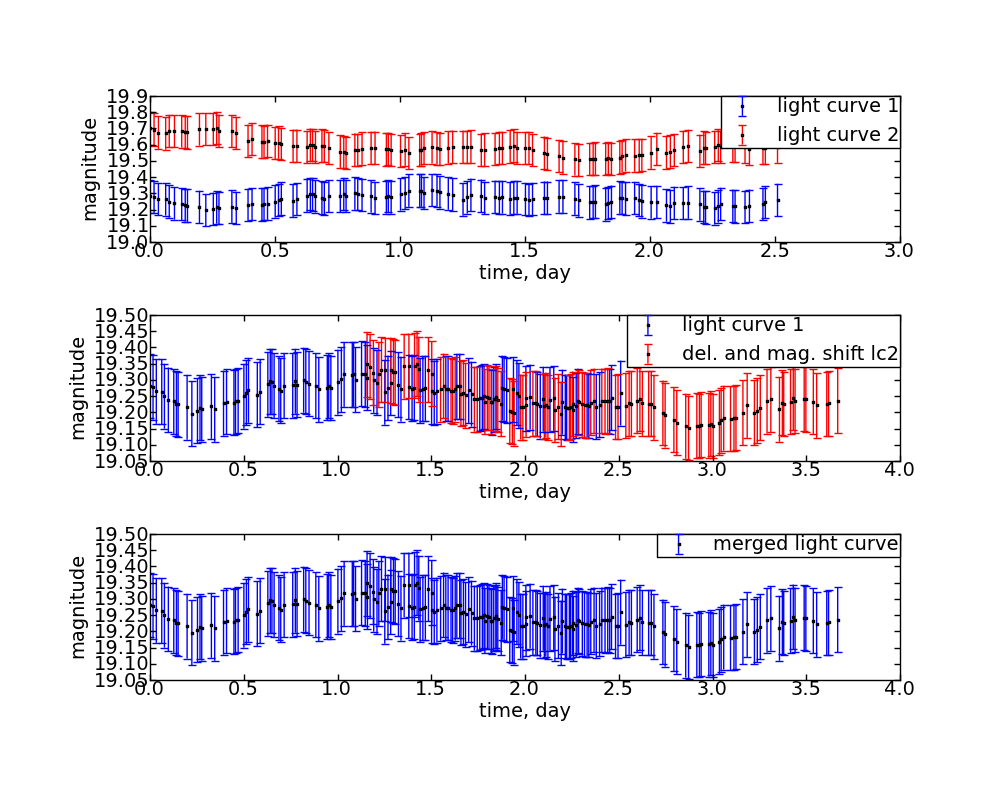 19.9
19.8
19.7
19.6
19.5
19.4
19.3
19.2
19.1
19.0
magnitude
light curve 1
light curve 2
0.0 0.5 1.0 1.5 2.0 2.5 3.0
time, day
19.50
19.45
19.40
19.35
19.30
19.25
19.20
19.15
19.10
19.05
magnitude
light curve 1
del. and mag. shift lc2
0.0 0.5 1.0 1.5 2.0 2.5 3.0 3.5 4.0
time, day
19.50
19.45
19.40
19.35
19.30
19.25
19.20
19.15
19.10
19.05
magnitude
merged light curve
0.0 0.5 1.0 1.5 2.0 2.5 3.0 3.5 4.0
time, day